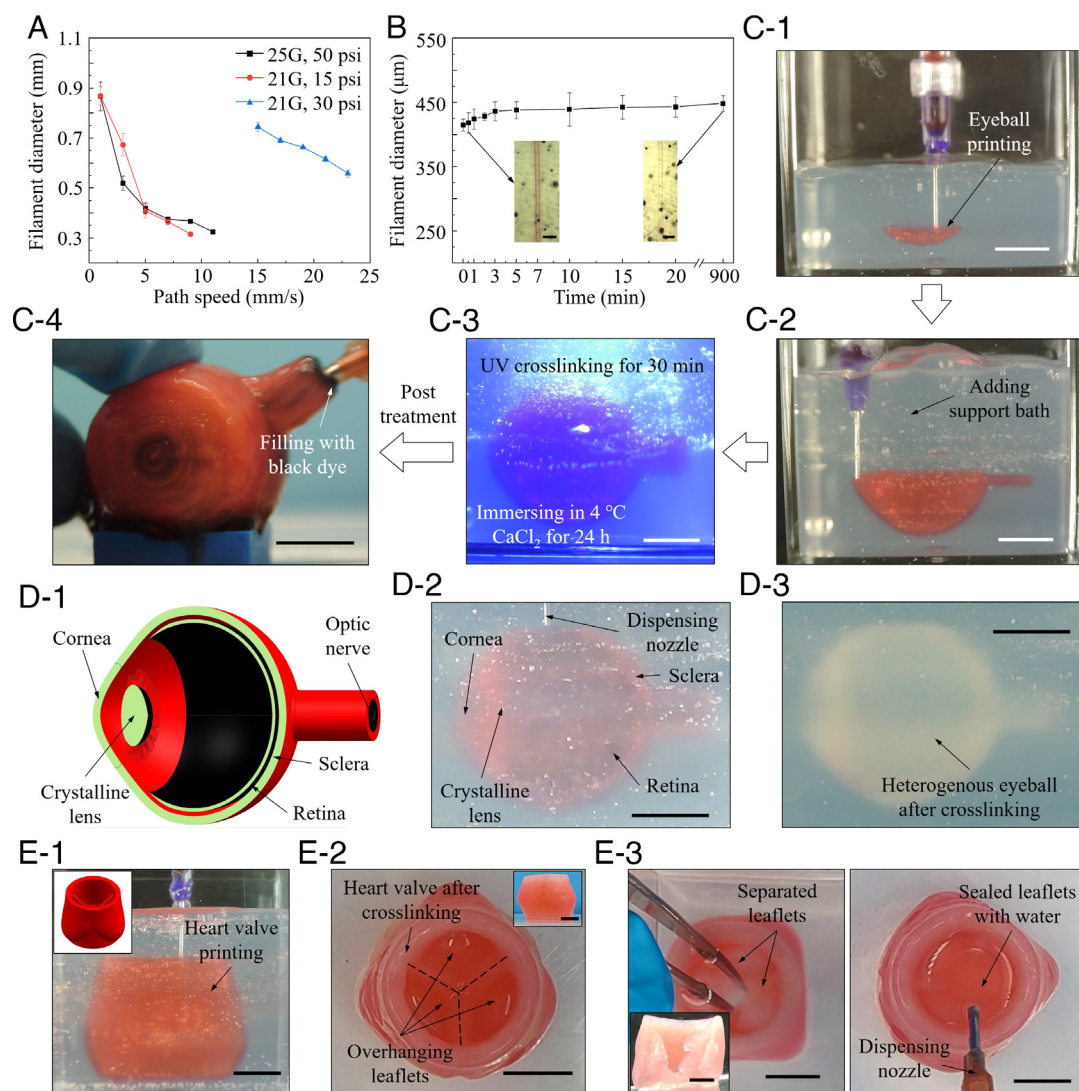 A
1.1
0.9
0.7
0.5
0.3
Filament diameter (mm)
0
5
10
15
20
25
Path speed (mm/s)
25G, 50 psi
21G, 15 psi
21G, 30 psi
B
550
450
350
250
Filament diameter (μm)
0
1
3
5
7
10
15
20
900
Time (min)
C-1
Eyeball
printing
C-4
Filling with
black dye
Post
treatment
C-3
UV crosslinking for 30 min
Immersing in 4 °C
CaCl2 for 24 h
C-2
Adding
support bath
D-1
Cornea
Optic
nerve
Sclera
Crystalline
lens
Retina
D-2
Dispensing
nozzle
Cornea
Sclera
Crystalline
lens
Retina
D-3
Heterogenous eyeball
after crosslinking
E-1
Heart valve
printing
E-2
Heart valve after
crosslinking
Overhanging
leaflets
E-3
Separated
leaflets
Sealed leaflets
with water
Dispensing
nozzle